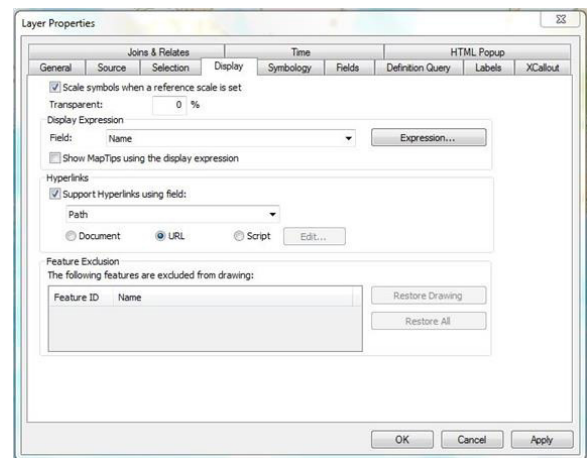 Layer Properties
Joins & Relates Time HTML Popup
General Source Selection Display Symbology Fields Definition Query Labels XCallout
Scale symbols when a reference scale is set
Transparent: 0 %
Display Expression
Field: Name Expression...
Show MapTips using the display expression
Hyperlinks
Support Hyperlinks using field:
Path
Document URL Script Edit...
Feature Exclusion
The following features are excluded from drawing:
Feature ID Name Restore Drawing
Restore All
OK Cancel Apply